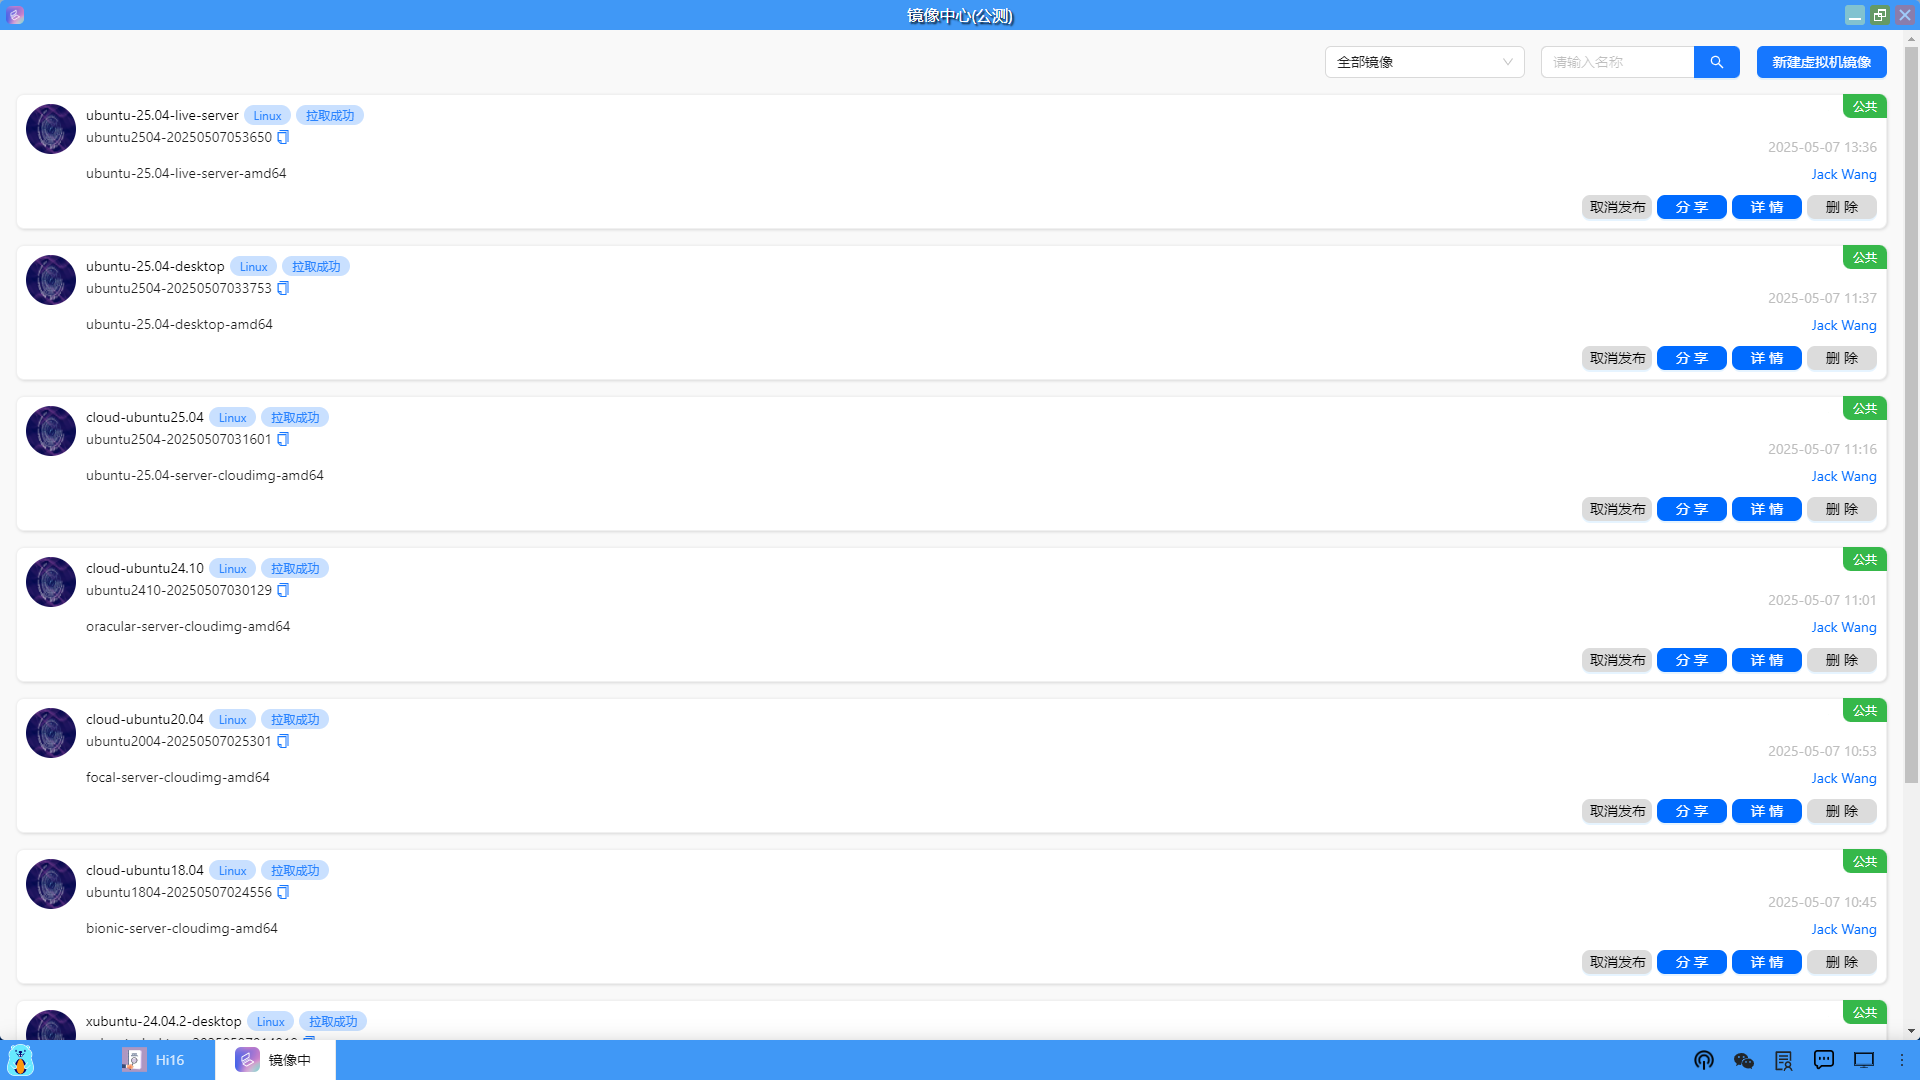 镜像中心(公测)
全部镜像
请输入名称
新建虚拟机镜像
ubuntu-25.04-live-server Linux 拉取成功
公共
ubuntu2504-20250507053650
2025-05-07 13:36
ubuntu-25.04-live-server-amd64
Jack Wang
取消发布 分 享 详 情 删 除
ubuntu-25.04-desktop Linux 拉取成功
公共
ubuntu2504-20250507033753
2025-05-07 11:37
ubuntu-25.04-desktop-amd64
Jack Wang
取消发布 分 享 详 情 删 除
cloud-ubuntu25.04 Linux 拉取成功
公共
ubuntu2504-20250507031601
2025-05-07 11:16
ubuntu-25.04-server-cloudimg-amd64
Jack Wang
取消发布 分 享 详 情 删 除
cloud-ubuntu24.10 Linux 拉取成功
公共
ubuntu2410-20250507030129
2025-05-07 11:01
oracular-server-cloudimg-amd64
Jack Wang
取消发布 分 享 详 情 删 除
cloud-ubuntu20.04 Linux 拉取成功
公共
ubuntu2004-20250507025301
2025-05-07 10:53
focal-server-cloudimg-amd64
Jack Wang
取消发布 分 享 详 情 删 除
cloud-ubuntu18.04 Linux 拉取成功
公共
ubuntu1804-20250507024556
2025-05-07 10:45
bionic-server-cloudimg-amd64
Jack Wang
取消发布 分 享 详 情 删 除
xubuntu-24.04.2-desktop Linux 拉取成功
公共
Hi16
镜像中